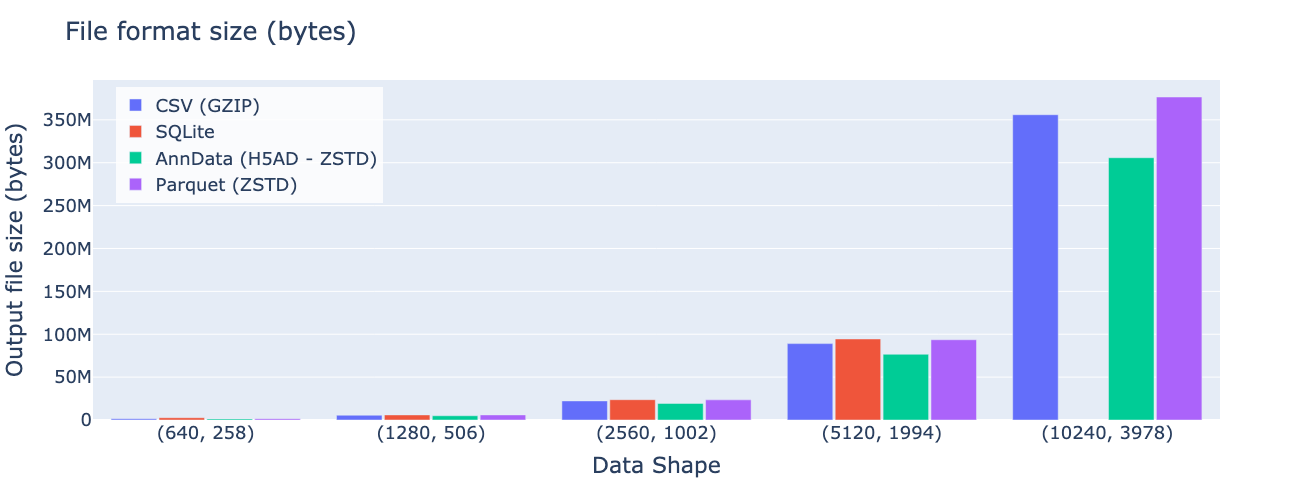 File format size (bytes)
Output file size (bytes)
350M
300M
250M
200M
150M
100M
50M
0
CSV (GZIP)
SQLite
AnnData (H5AD - ZSTD)
Parquet (ZSTD)
(640, 258)
(1280, 506)
(2560, 1002)
(5120, 1994)
(10240, 3978)
Data Shape